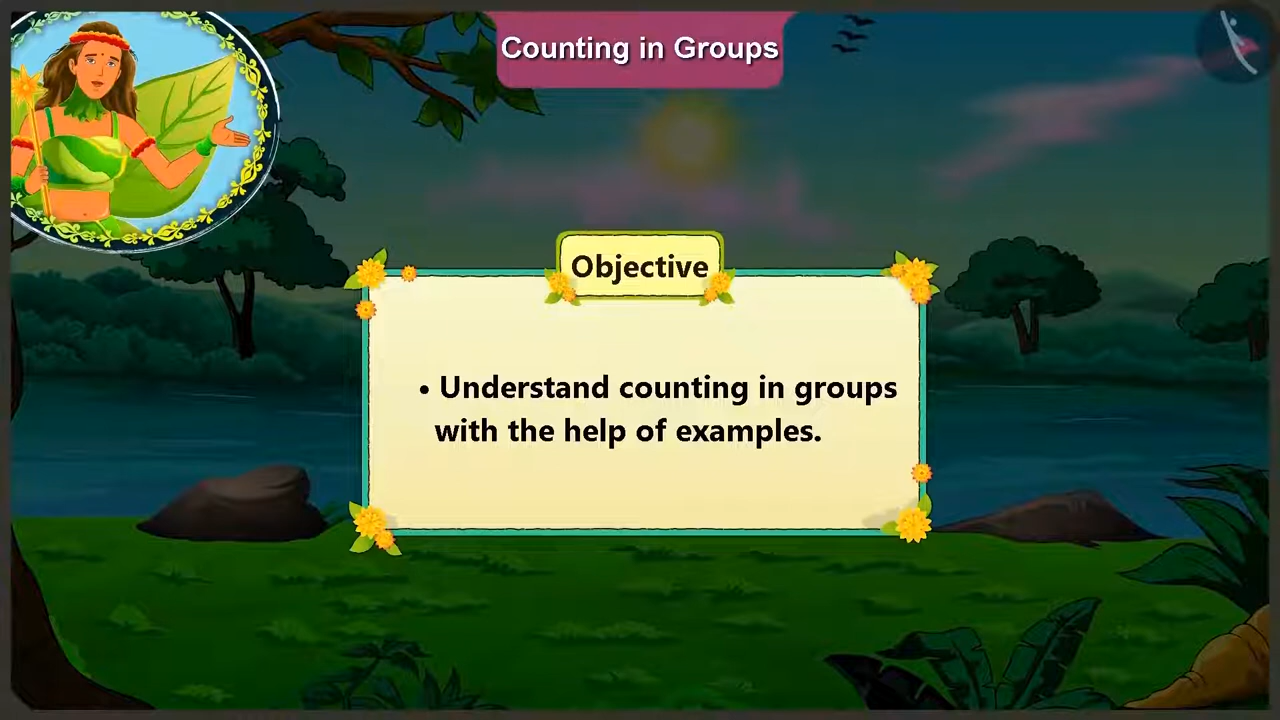 Counting in Groups
Objective
• Understand counting in groups
with the help of examples.